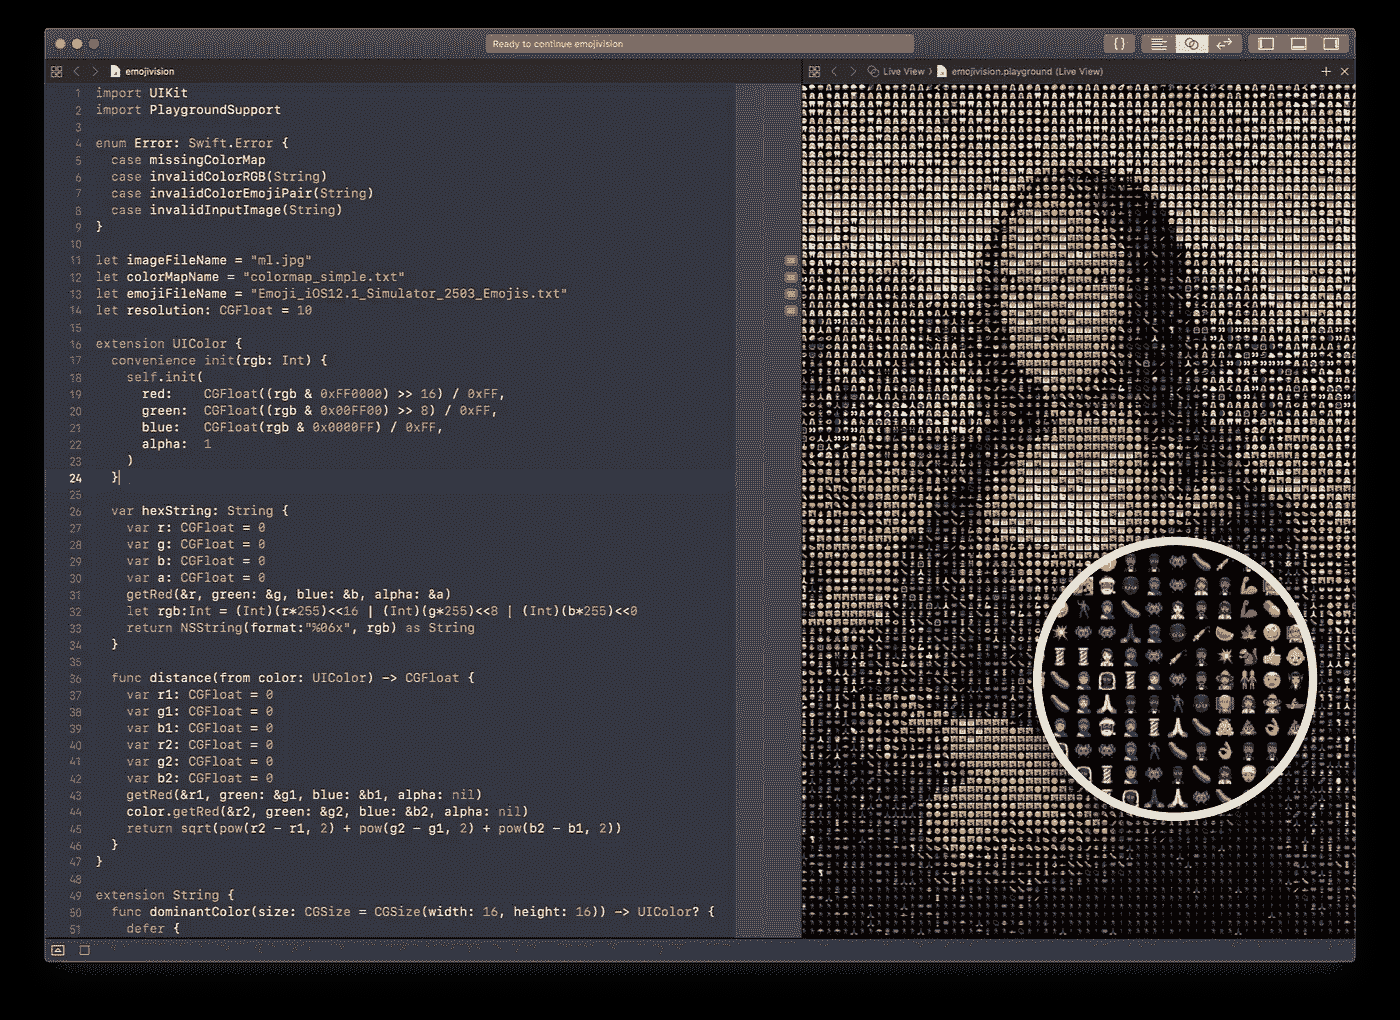 Ready to continue emojivision
{}
emojivision
Live View
emojivision.playground (Live View)
1 import UIKit
2 import PlaygroundSupport
3
4 enum Error: Swift.Error {
5 case missingColorMap
6 case invalidColorRGB(String)
7 case invalidColorEmojiPair(String)
8 case invalidInputImage(String)
9 }
10
11 let imageFileName = "ml.jpg"
12 let colorMapName = "colormap_simple.txt"
13 let emojiFileName = "Emoji_iOS12.1_Simulator_2503_Emojis.txt"
14 let resolution: CGFloat = 10
15
16 extension UIColor {
17 convenience init(rgb: Int) {
18 self.init(
19 red: CGFloat((rgb & 0xFF0000) >> 16) / 0xFF,
20 green: CGFloat((rgb & 0x00FF00) >> 8) / 0xFF,
21 blue: CGFloat(rgb & 0x0000FF) / 0xFF,
22 alpha: 1
23 )
24 }
25
26 var hexString: String {
27 var r: CGFloat = 0
28 var g: CGFloat = 0
29 var b: CGFloat = 0
30 var a: CGFloat = 0
31 getRed(&r, green: &g, blue: &b, alpha: &a)
32 let rgb:Int = (Int)(r*255)<<16 | (Int)(g*255)<<8 | (Int)(b*255)<<0
33 return NSString(format:"%06x", rgb) as String
34 }
35
36 func distance(from color: UIColor) -> CGFloat {
37 var r1: CGFloat = 0
38 var g1: CGFloat = 0
39 var b1: CGFloat = 0
40 var r2: CGFloat = 0
41 var g2: CGFloat = 0
42 var b2: CGFloat = 0
43 getRed(&r1, green: &g1, blue: &b1, alpha: nil)
44 color.getRed(&r2, green: &g2, blue: &b2, alpha: nil)
45 return sqrt(pow(r2 - r1, 2) + pow(g2 - g1, 2) + pow(b2 - b1, 2))
46 }
47 }
48
49 extension String {
50 func dominantColor(size: CGSize = CGSize(width: 16, height: 16)) -> UIColor? {
51 defer {